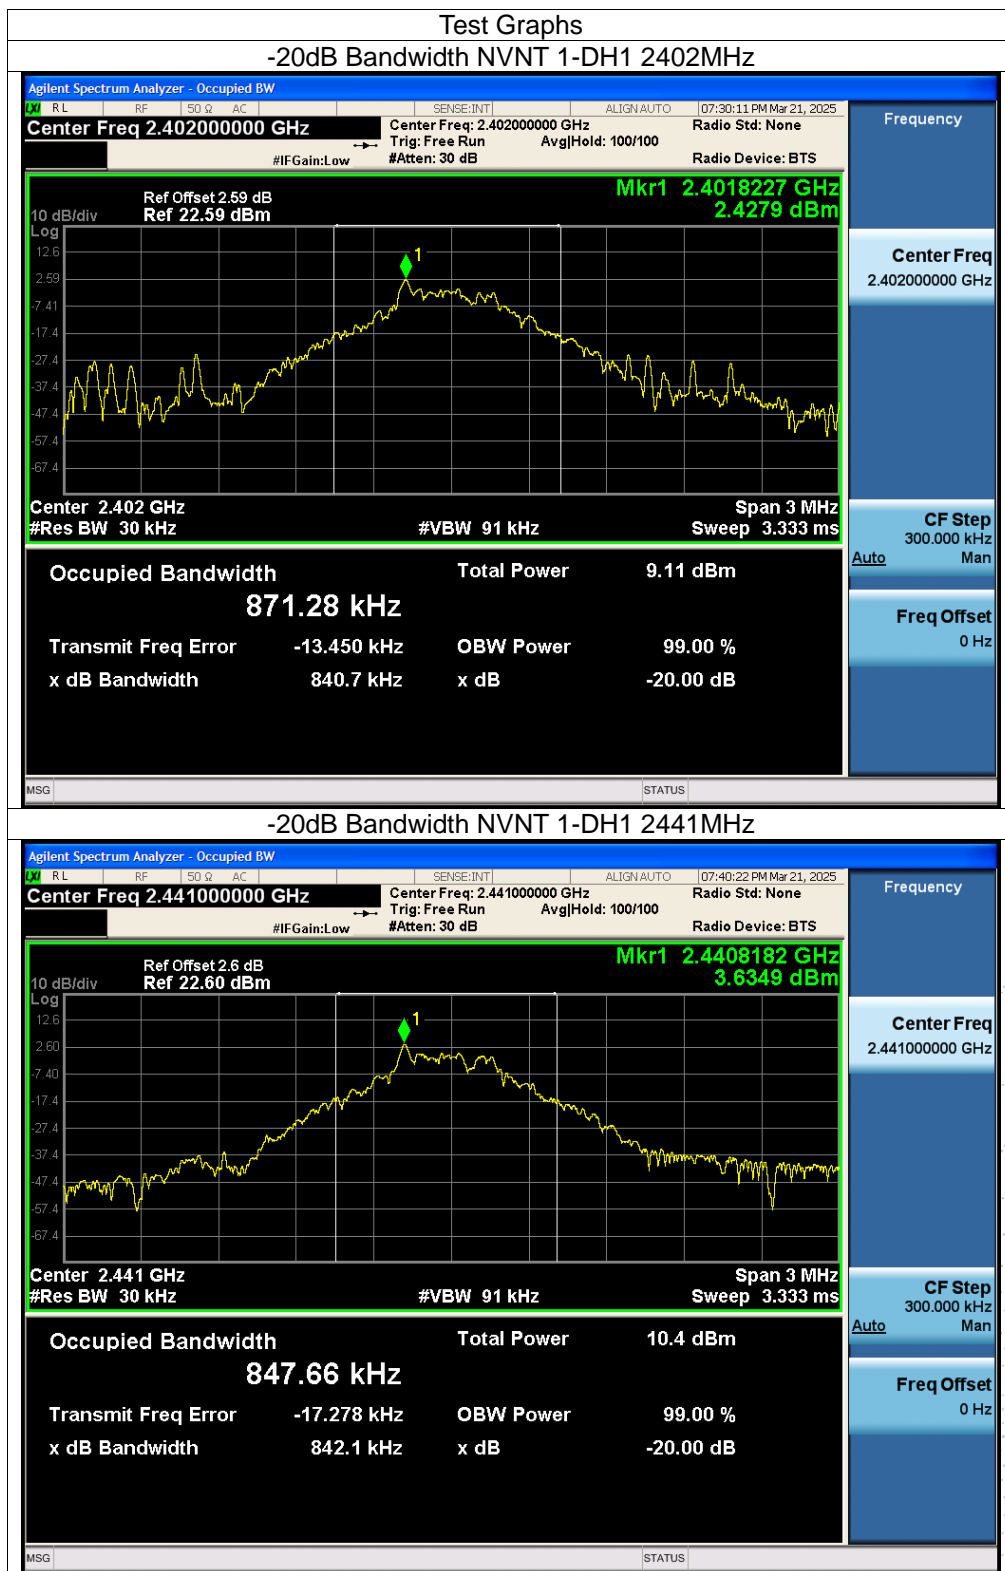 Test Graphs
-20dB Bandwidth NVNT 1-DH1 2402MHz
Agilent Spectrum Analyzer - Occupied BW
LXI RL RF 50 Ω AC SENSE:INT ALIGN AUTO 07:30:11 PM Mar 21, 2025
Center Freq 2.402000000 GHz Center Freq: 2.402000000 GHz Radio Std: None
Trig: Free Run Avg|Hold: 100/100
#IFGain:Low #Atten: 30 dB Radio Device: BTS
Frequency
Mkr1 2.4018227 GHz
2.4279 dBm
Ref Offset 2.59 dB
10 dB/div Ref 22.59 dBm
Log
12.6
2.59
-7.41
-17.4
-27.4
-37.4
-47.4
-57.4
-67.4
1
Center 2.402 GHz Span 3 MHz
#Res BW 30 kHz #VBW 91 kHz Sweep 3.333 ms
Center Freq
2.402000000 GHz
CF Step
300.000 kHz
Auto Man
Freq Offset
0 Hz
Occupied Bandwidth Total Power 9.11 dBm
871.28 kHz
Transmit Freq Error -13.450 kHz OBW Power 99.00 %
x dB Bandwidth 840.7 kHz x dB -20.00 dB
MSG STATUS
-20dB Bandwidth NVNT 1-DH1 2441MHz
Agilent Spectrum Analyzer - Occupied BW
LXI RL RF 50 Ω AC SENSE:INT ALIGN AUTO 07:40:22 PM Mar 21, 2025
Center Freq 2.441000000 GHz Center Freq: 2.441000000 GHz Radio Std: None
Trig: Free Run Avg|Hold: 100/100
#IFGain:Low #Atten: 30 dB Radio Device: BTS
Frequency
Mkr1 2.4408182 GHz
3.6349 dBm
Ref Offset 2.6 dB
10 dB/div Ref 22.60 dBm
Log
12.6
2.60
-7.40
-17.4
-27.4
-37.4
-47.4
-57.4
-67.4
1
Center 2.441 GHz Span 3 MHz
#Res BW 30 kHz #VBW 91 kHz Sweep 3.333 ms
Center Freq
2.441000000 GHz
CF Step
300.000 kHz
Auto Man
Freq Offset
0 Hz
Occupied Bandwidth Total Power 10.4 dBm
847.66 kHz
Transmit Freq Error -17.278 kHz OBW Power 99.00 %
x dB Bandwidth 842.1 kHz x dB -20.00 dB
MSG STATUS